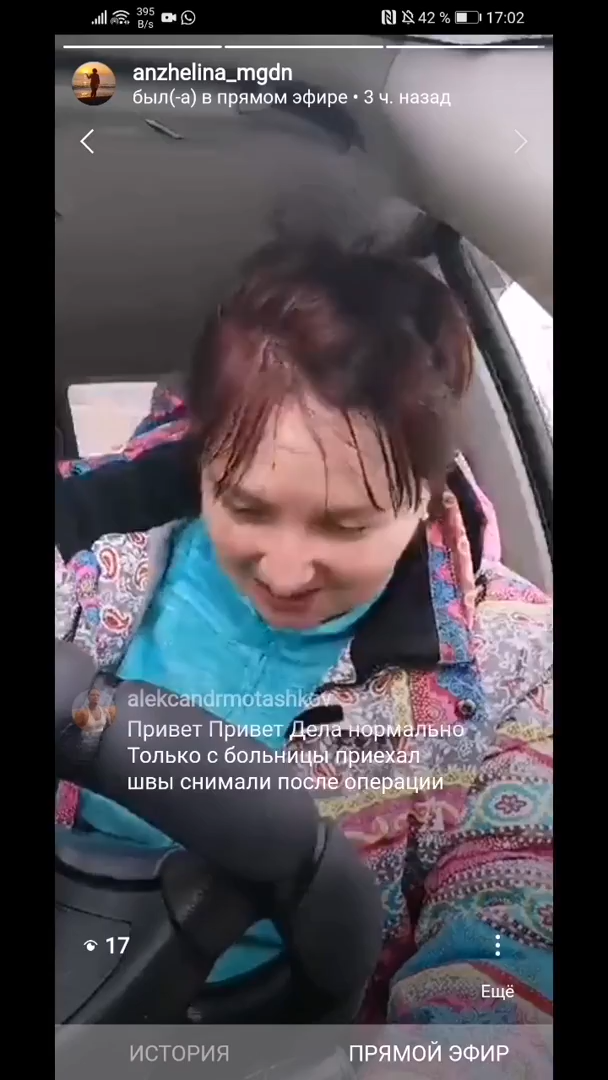 395 B/s 42 % 17:02
anzhelina_mgdn
был(-а) в прямом эфире • 3 ч. назад
alekcandrmotashkov
Привет Привет Дела нормально
Только с больницы приехал
швы снимали после операции
17
Ещё
ИСТОРИЯ ПРЯМОЙ ЭФИР